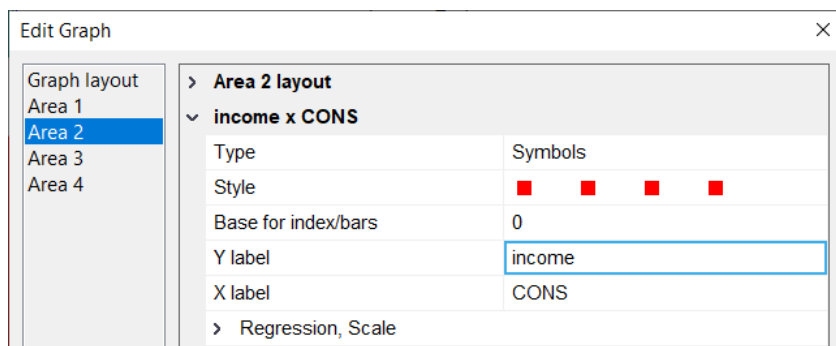 Edit Graph
Graph layout
Area 1
Area 2
Area 3
Area 4
Area 2 layout
income x CONS
Type Symbols
Style
Base for index/bars 0
Y label income
X label CONS
Regression, Scale